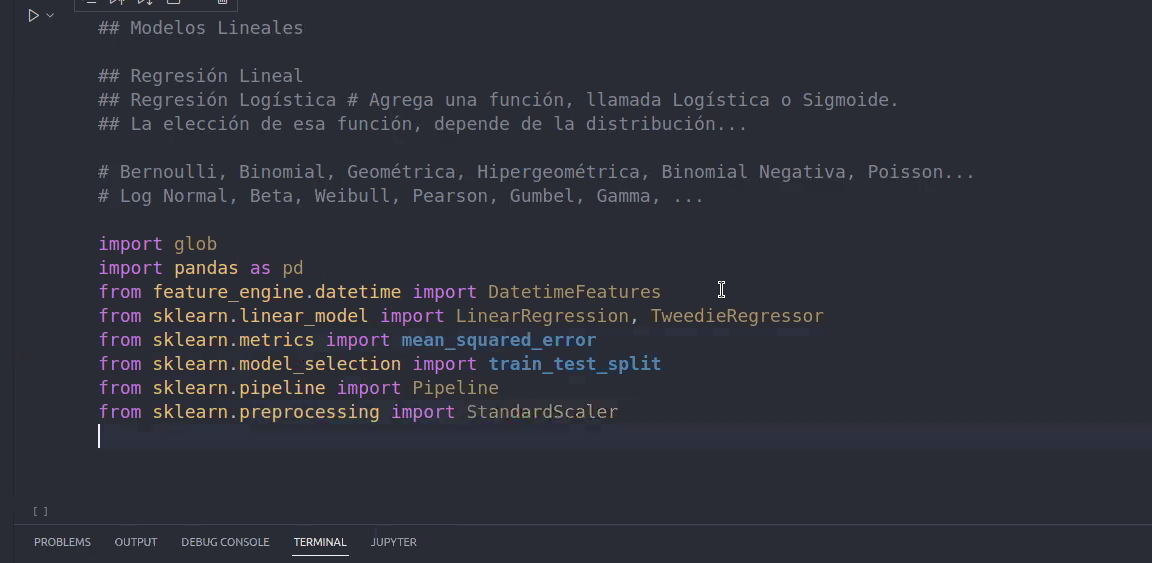 ## Modelos Lineales
## Regresión Lineal
## Regresión Logística # Agrega una función, llamada Logística o Sigmoide.
## La elección de esa función, depende de la distribución...
# Bernoulli, Binomial, Geométrica, Hipergeométrica, Binomial Negativa, Poisson...
# Log Normal, Beta, Weibull, Pearson, Gumbel, Gamma, ...
import glob
import pandas as pd
from feature_engine.datetime import DatetimeFeatures
from sklearn.linear_model import LinearRegression, TweedieRegressor
from sklearn.metrics import mean_squared_error
from sklearn.model_selection import train_test_split
from sklearn.pipeline import Pipeline
from sklearn.preprocessing import StandardScaler
[ ]
PROBLEMS OUTPUT DEBUG CONSOLE TERMINAL JUPYTER